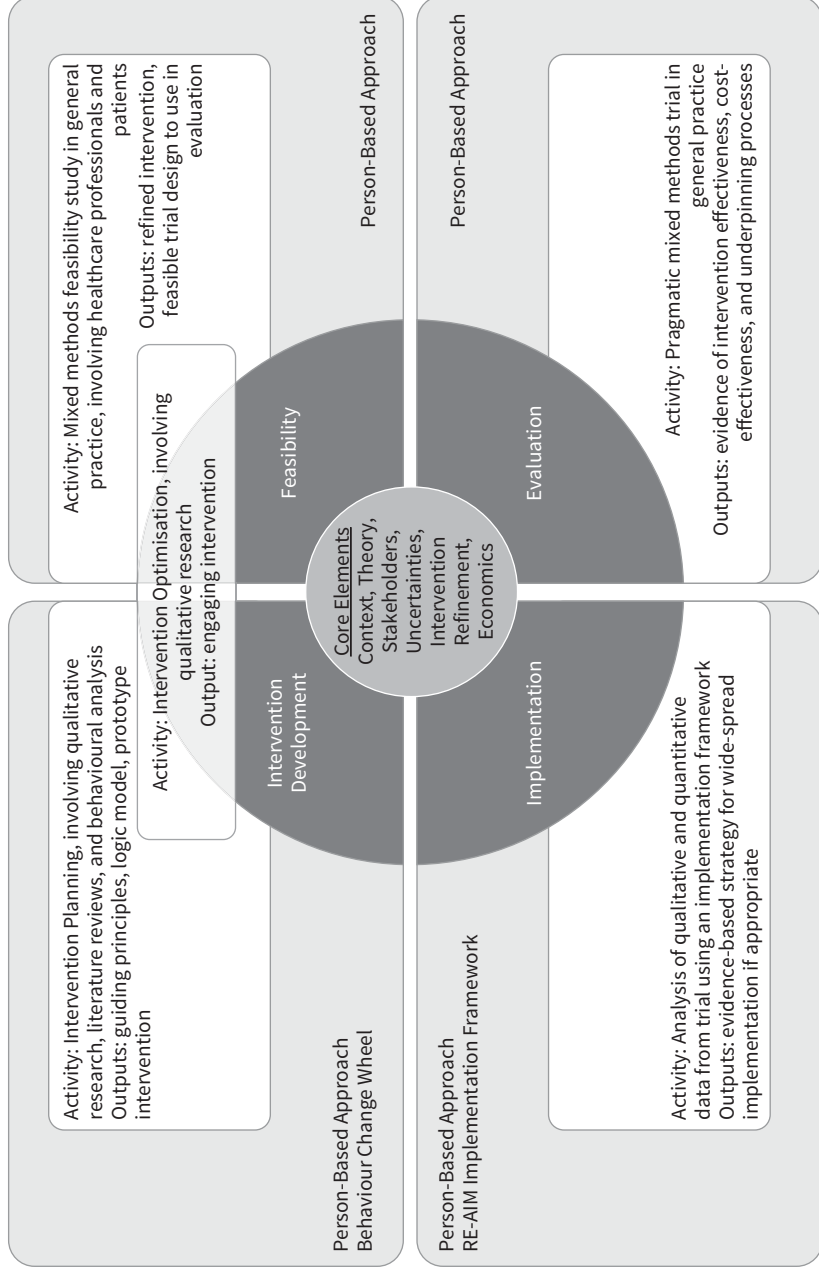 Activity: Intervention Planning, involving qualitative
research, literature reviews, and behavioural analysis
Outputs: guiding principles, logic model, prototype
intervention
Activity: Intervention Optimisation, involving
qualitative research
Output: engaging intervention
Activity: Mixed methods feasibility study in general
practice, involving healthcare professionals and
patients
Outputs: refined intervention,
feasible trial design to use in
evaluation
Intervention
Development
Feasibility
Person-Based Approach
Behaviour Change Wheel
Person-Based Approach
Core Elements
Context, Theory,
Stakeholders,
Uncertainties,
Intervention
Refinement,
Economics
Person-Based Approach
RE-AIM Implementation Framework
Person-Based Approach
Implementation
Evaluation
Activity: Analysis of qualitative and quantitative
data from trial using an implementation framework
Outputs: evidence-based strategy for wide-spread
implementation if appropriate
Activity: Pragmatic mixed methods trial in
general practice
Outputs: evidence of intervention effectiveness, cost-
effectiveness, and underpinning processes